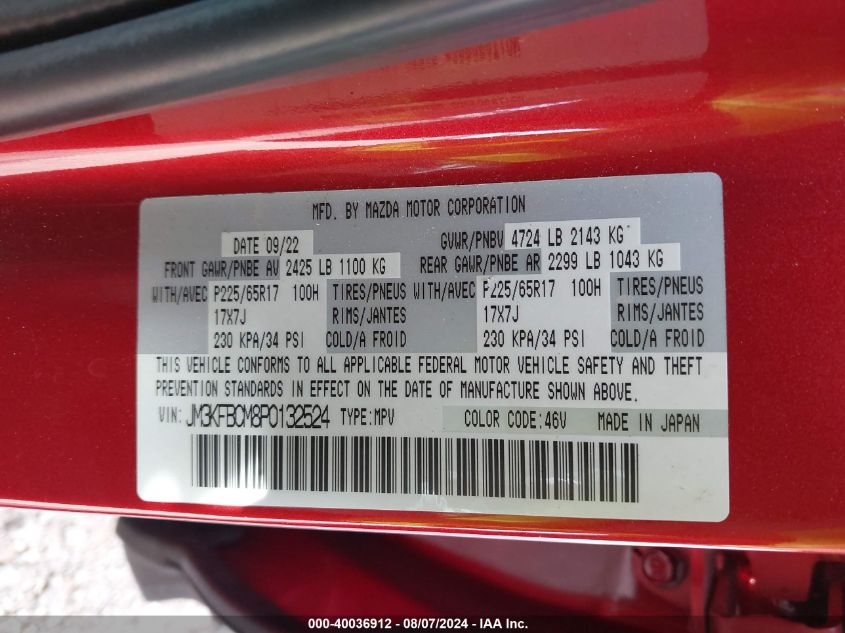 MFD. BY MAZDA MOTOR CORPORATION
DATE 09/22 GVWR/PNBV 4724 LB 2143 KG
FRONT GAWR/PNBE AV 2425 LB 1100 KG REAR GAWR/PNBE AR 2299 LB 1043 KG
WITH/AVEC P225/65R17 100H TIRES/PNEUS WITH/AVEC P225/65R17 100H TIRES/PNEUS
17X7J RIMS/JANTES 17X7J RIMS/JANTES
230 KPA/34 PSI COLD/A FROID 230 KPA/34 PSI COLD/A FROID
THIS VEHICLE CONFORMS TO ALL APPLICABLE FEDERAL MOTOR VEHICLE SAFETY AND THEFT
PREVENTION STANDARDS IN EFFECT ON THE DATE OF MANUFACTURE SHOWN ABOVE.
VIN: JM3KFBCM8P0132524 TYPE:MPV COLOR CODE:46V MADE IN JAPAN
000-40036912 - 08/07/2024 - IAA Inc.